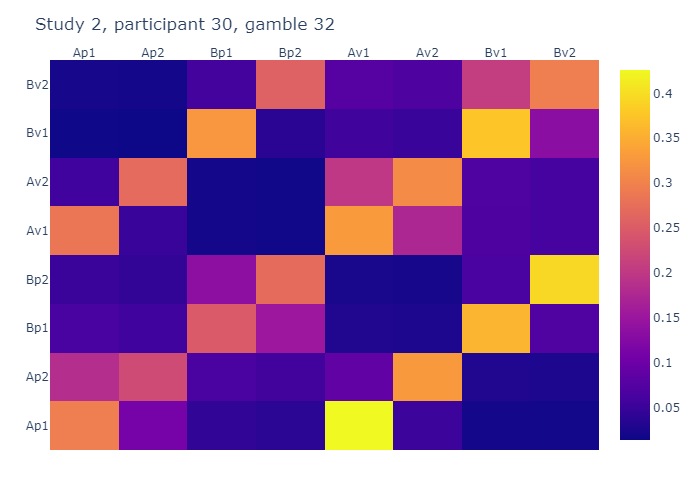 Study 2, participant 30, gamble 32
Ap1 Ap2 Bp1 Bp2 Av1 Av2 Bv1 Bv2
Bv2
Bv1
Av2
Av1
Bp2
Bp1
Ap2
Ap1
0.4
0.35
0.3
0.25
0.2
0.15
0.1
0.05